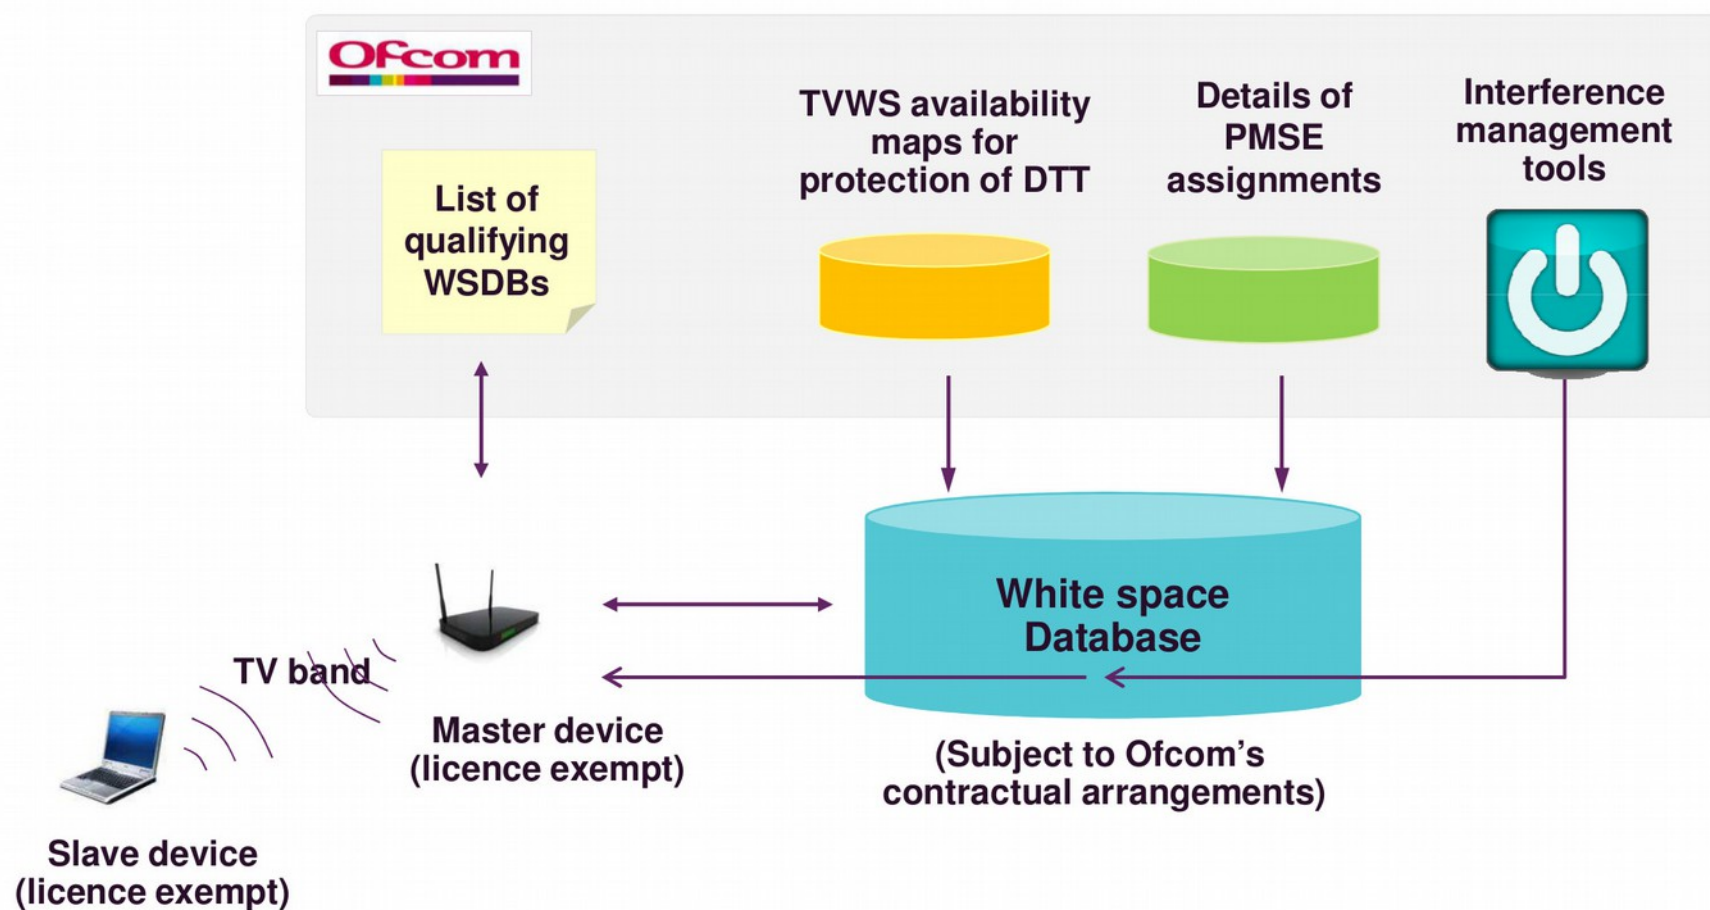 Ofcom
List of
qualifying
WSDBs
TVWS availability
maps for
protection of DTT
Details of
PMSE
assignments
Interference
management
tools
White space
Database
(Subject to Ofcom’s
contractual arrangements)
TV band
Master device
(licence exempt)
Slave device
(licence exempt)